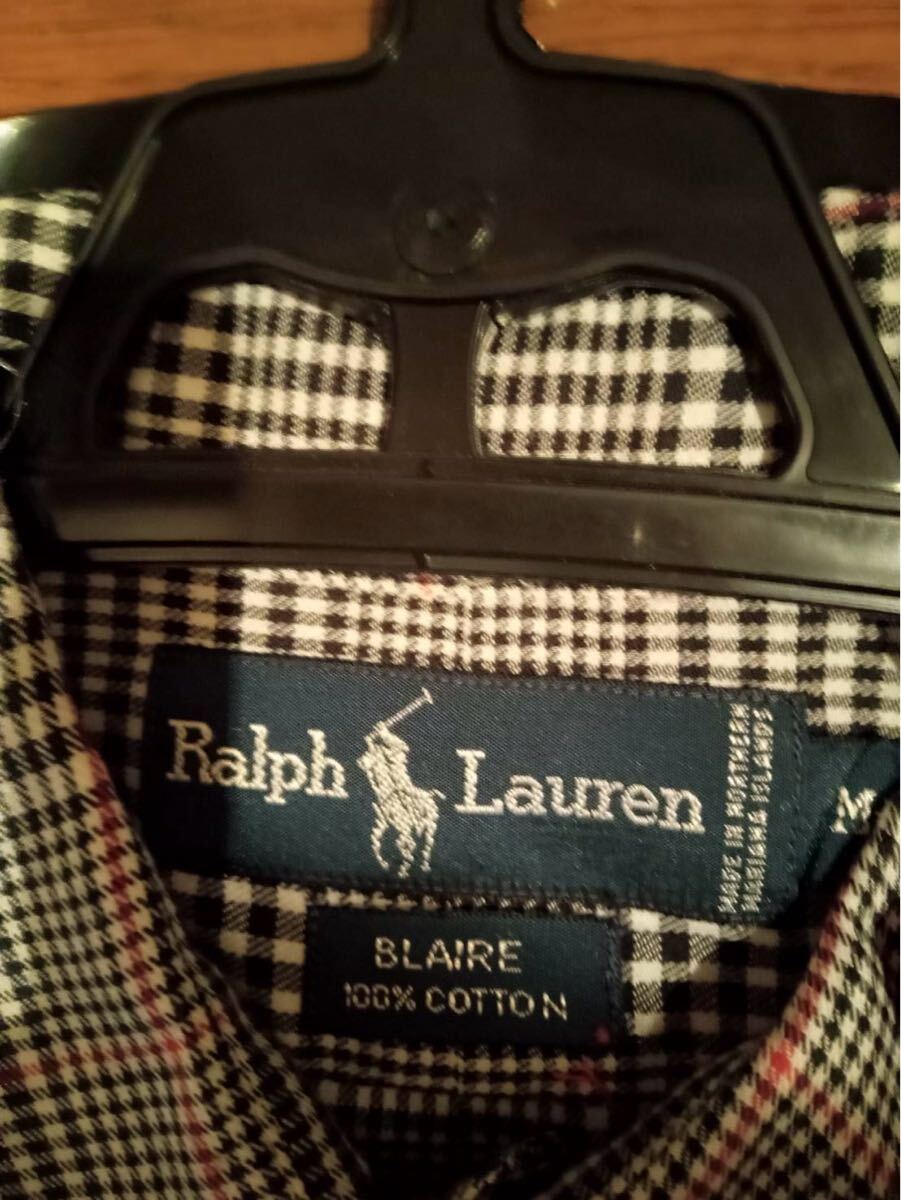 Ralph Lauren
MADE IN NORTHERN
MARIANA ISLANDS
M
BLAIRE
100% COTTON